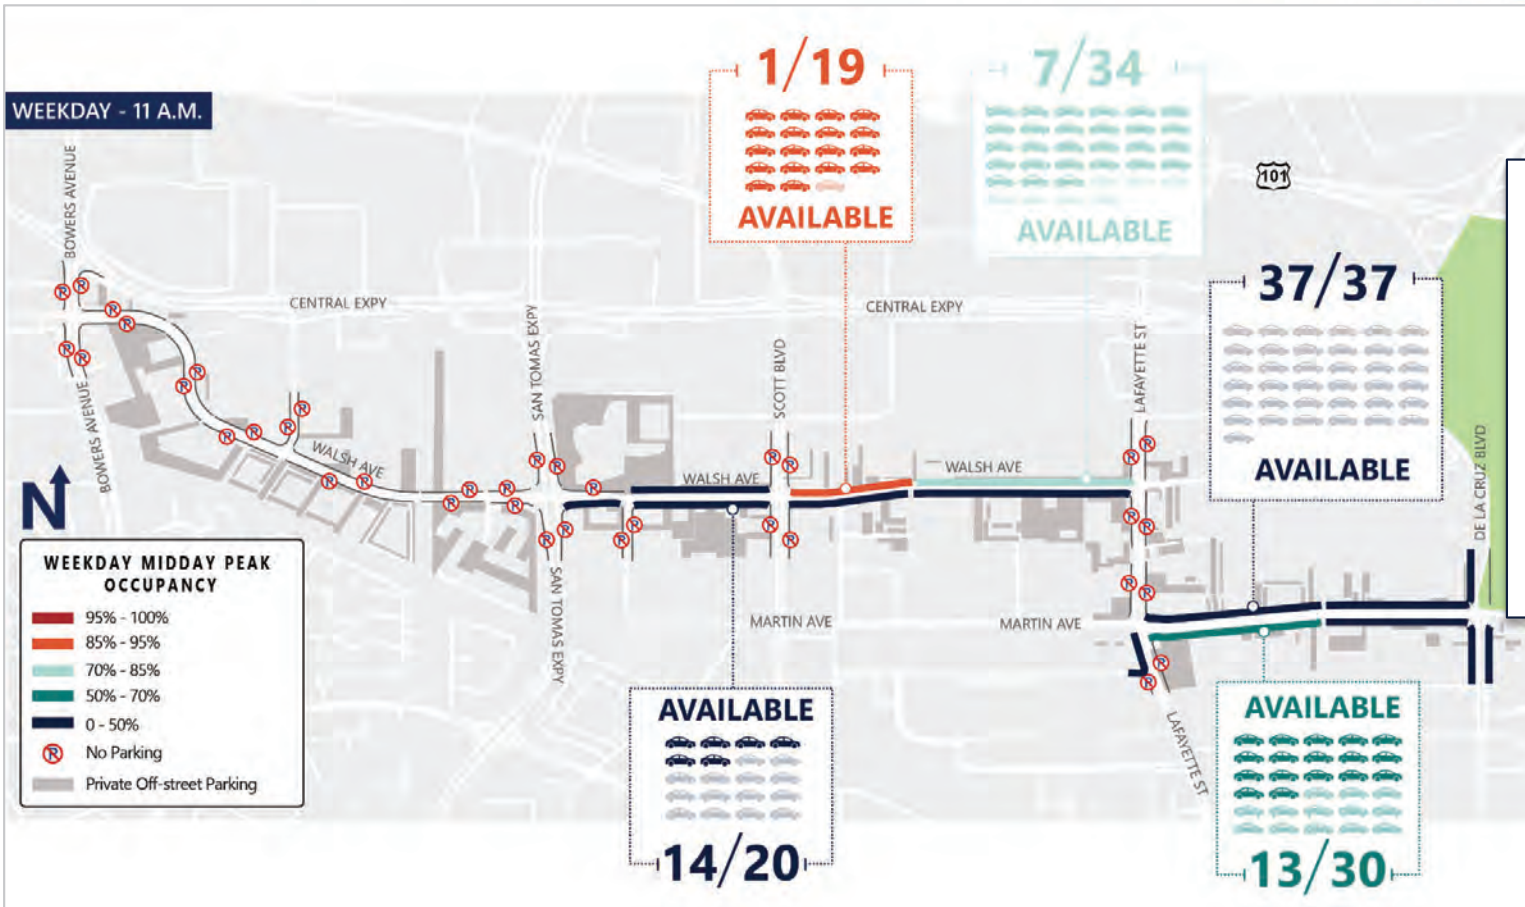 WEEKDAY - 11 A.M.
1/19
AVAILABLE
7/34
AVAILABLE
101
37/37
AVAILABLE
BOWERS AVENUE
BOWERS AVENUE
CENTRAL EXPY
CENTRAL EXPY
SAN TOMAS EXPY
SCOTT BLVD
LAFAYETTE ST
DE LA CRUZ BLVD
WALSH AVE
WALSH AVE
WALSH AVE
SAN TOMAS EXPY
MARTIN AVE
MARTIN AVE
LAFAYETTE ST
N
WEEKDAY MIDDAY PEAK
OCCUPANCY
95% - 100%
85% - 95%
70% - 85%
50% - 70%
0 - 50%
No Parking
Private Off-street Parking
AVAILABLE
14/20
AVAILABLE
13/30